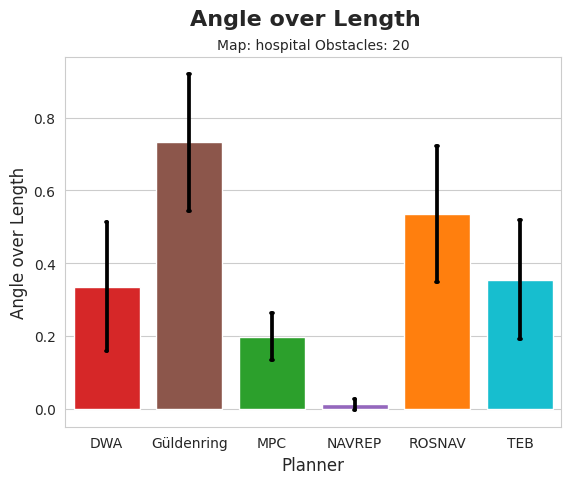 Angle over Length
Map: hospital Obstacles: 20
Angle over Length
0.8
0.6
0.4
0.2
0.0
DWA
Güldenring
MPC
NAVREP
ROSNAV
TEB
Planner